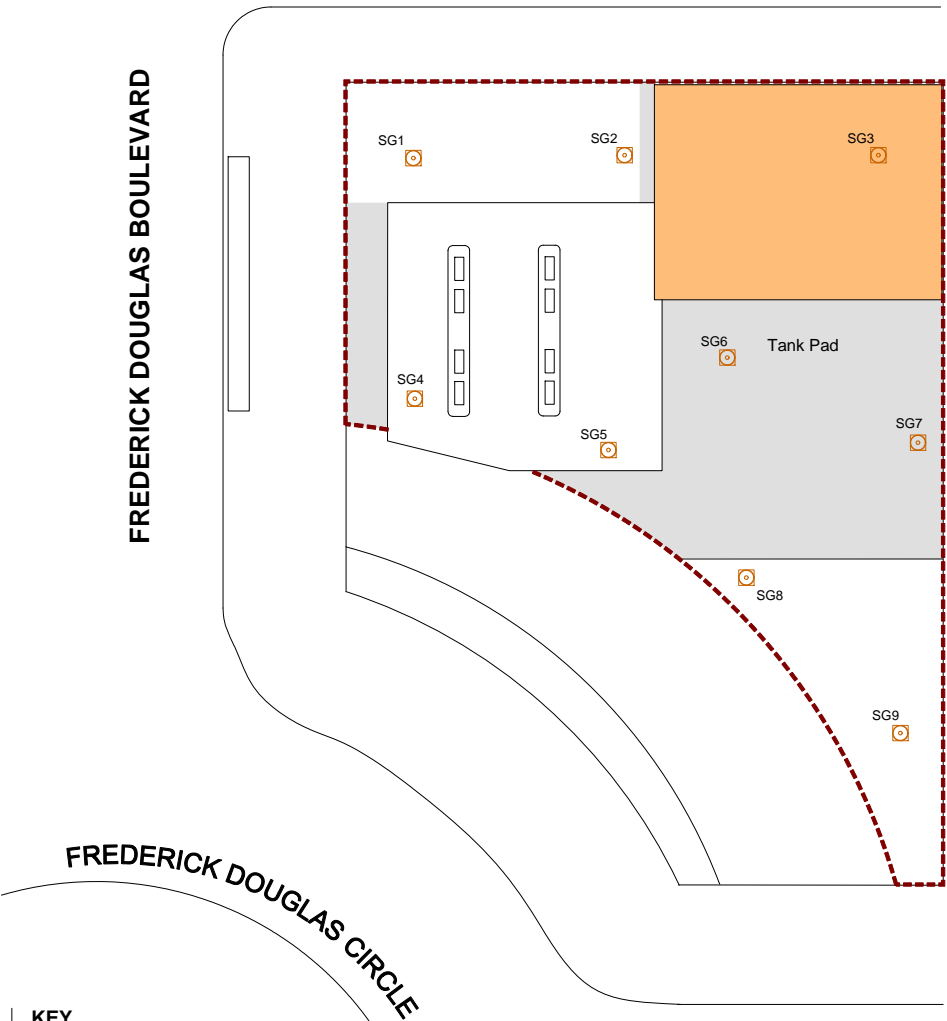 FREDERICK DOUGLAS BOULEVARD
SG1
SG2
SG3
SG4
SG5
SG6
Tank Pad
SG7
SG8
SG9
FREDERICK DOUGLAS CIRCLE
KEY